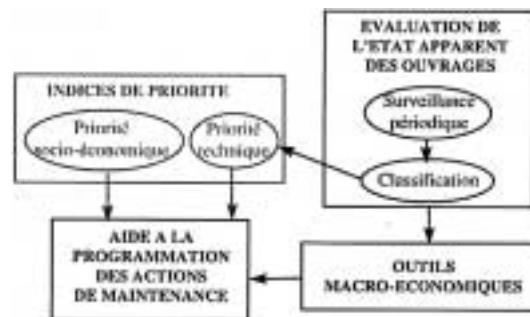 EVALUATION DE
L'ETAT APPARENT
DES OUVRAGES
Surveillance
périodique
Classification
INDICES DE PRIORITE
Priorité
socio-économique
Priorité
technique
AIDE A LA
PROGRAMMATION
DES ACTIONS
DE MAINTENANCE
OUTILS
MACRO-ECONOMIQUES